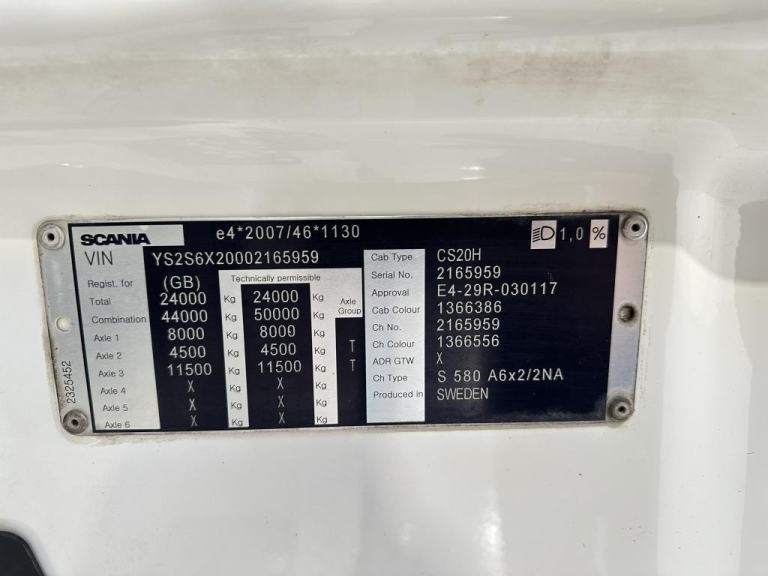 SCANIA e4*2007/46*1130 1,0 %
VIN YS2S6X20002165959
Regist. for (GB) Technically permissible
Total 24000 Kg 24000 Kg Axle Group
Combination 44000 Kg 50000 Kg
Axle 1 8000 Kg 8000 Kg
Axle 2 4500 Kg 4500 Kg T
Axle 3 11500 Kg 11500 Kg T
Axle 4 X Kg X Kg
Axle 5 X Kg X Kg
Axle 6 X Kg X Kg
Cab Type CS20H
Serial No. 2165959
Approval E4-29R-030117
Cab Colour 1366386
Ch No. 2165959
Ch Colour 1366556
ADR GTW X
Ch Type S 580 A6x2/2NA
Produced in SWEDEN
2325452